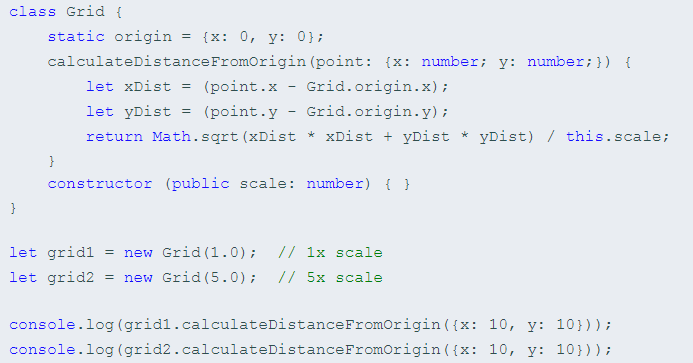 class Grid {
    static origin = {x: 0, y: 0};
    calculateDistanceFromOrigin(point: {x: number; y: number;}) {
        let xDist = (point.x - Grid.origin.x);
        let yDist = (point.y - Grid.origin.y);
        return Math.sqrt(xDist * xDist + yDist * yDist) / this.scale;
    }
    constructor (public scale: number) { }
}

let grid1 = new Grid(1.0);  // 1x scale
let grid2 = new Grid(5.0);  // 5x scale

console.log(grid1.calculateDistanceFromOrigin({x: 10, y: 10}));
console.log(grid2.calculateDistanceFromOrigin({x: 10, y: 10}));